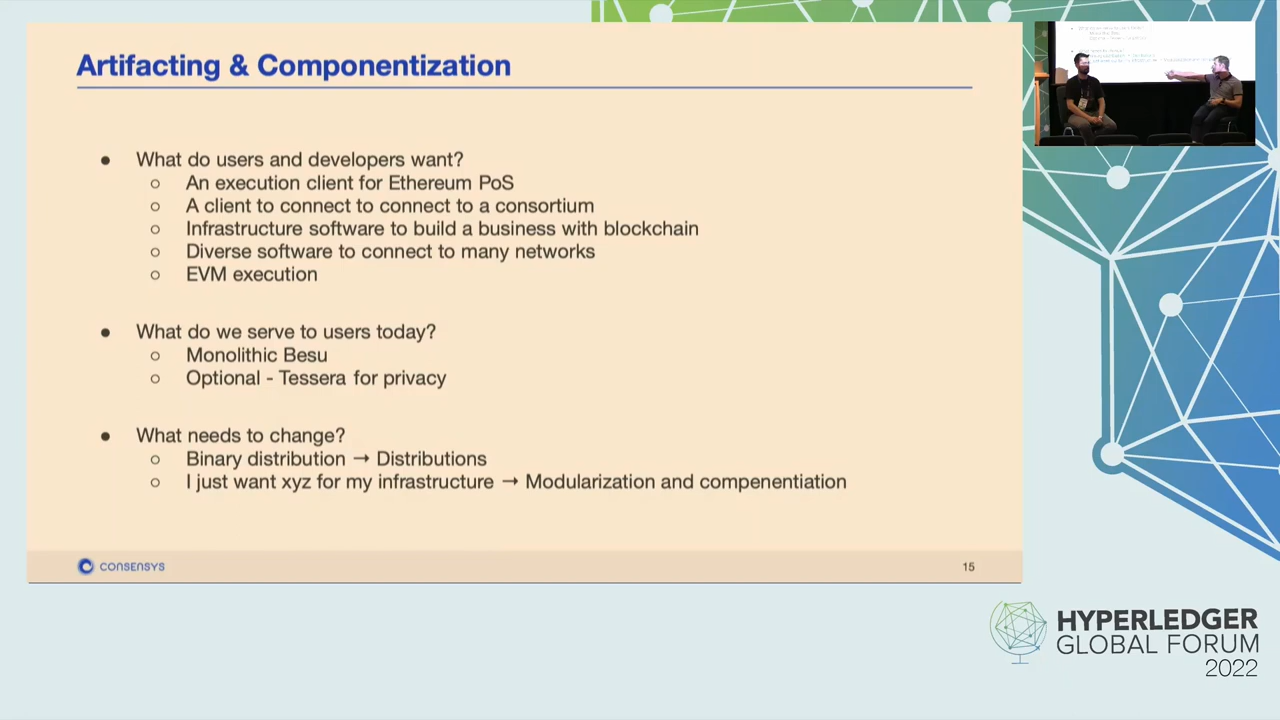 Artifacting & Componentization
● What do users and developers want?
○ An execution client for Ethereum PoS
○ A client to connect to connect to a consortium
○ Infrastructure software to build a business with blockchain
○ Diverse software to connect to many networks
○ EVM execution
● What do we serve to users today?
○ Monolithic Besu
○ Optional - Tessera for privacy
● What needs to change?
○ Binary distribution → Distributions
○ I just want xyz for my infrastructure → Modularization and compenentiation
CONSENSYS
15
HYPERLEDGER
GLOBAL FORUM
2022